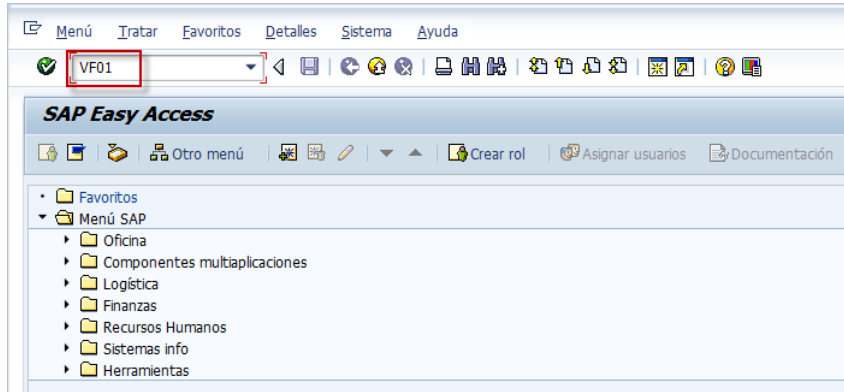 Menú Tratar Favoritos Detalles Sistema Ayuda
VF01
SAP Easy Access
Otro menú Crear rol Asignar usuarios Documentación
Favoritos
Menú SAP
Oficina
Componentes multiaplicaciones
Logística
Finanzas
Recursos Humanos
Sistemas info
Herramientas